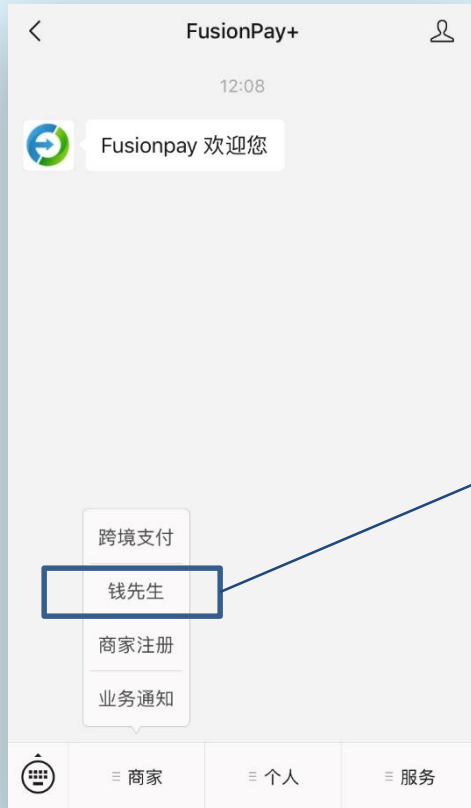 FusionPay+
12:08
Fusionpay 欢迎您
跨境支付
钱先生
商家注册
业务通知
商家
个人
服务